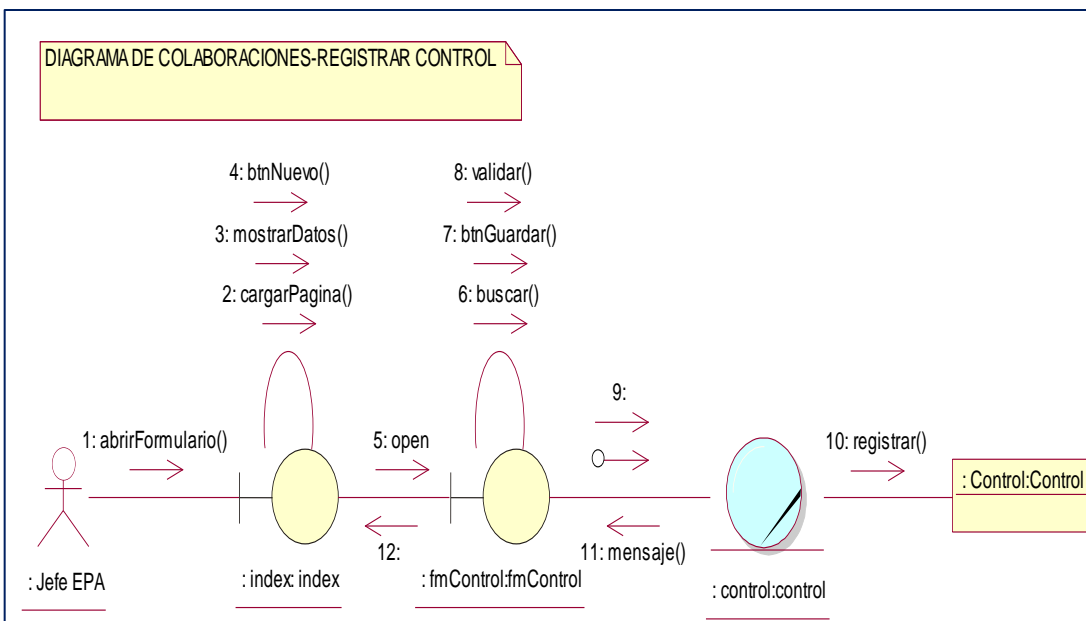 DIAGRAMA DE COLABORACIONES-REGISTRAR CONTROL
4: btnNuevo()
8: validar()
3: mostrarDatos()
7: btnGuardar()
2: cargarPagina()
6: buscar()
9:
1: abrirFormulario()
5: open
10: registrar()
: Control:Control
12:
11: mensaje()
: Jefe EPA
: index: index
: fmControl:fmControl
: control:control